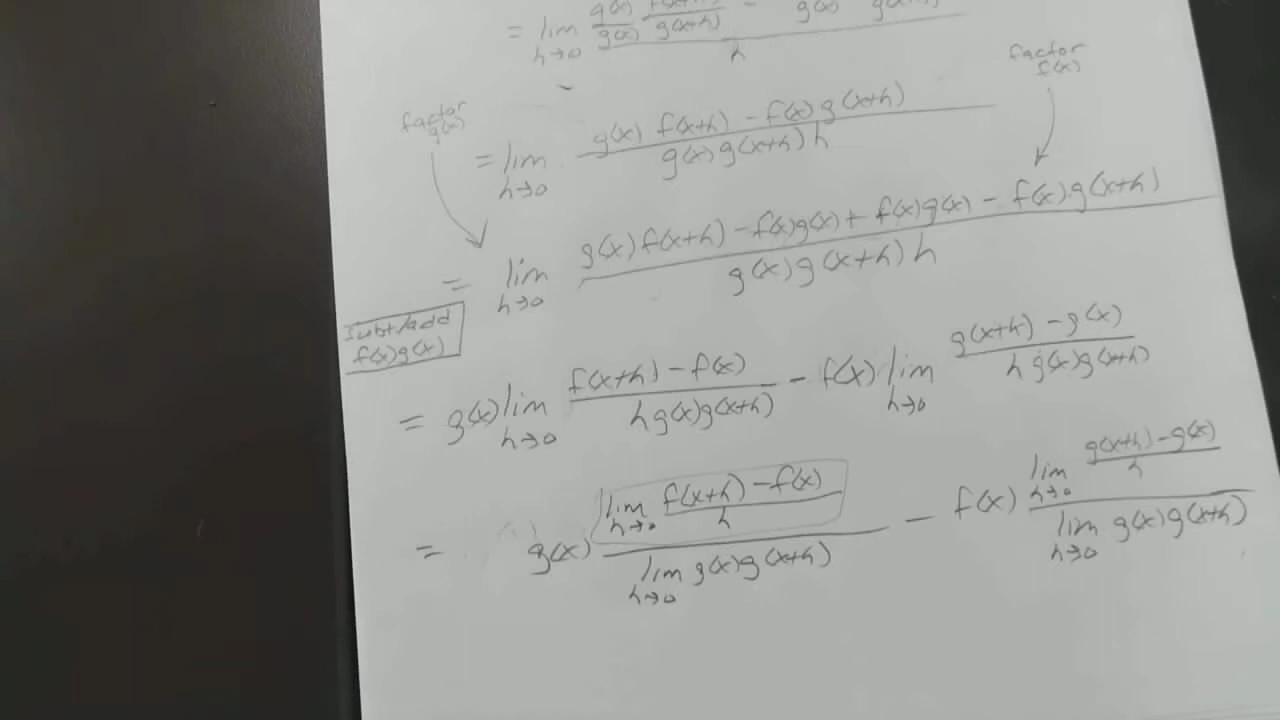 = lim h→0 g(x) g(x) g(x+h) - g(x) h
factor f(x)
factor g(x)
= lim h→0 g(x) f(x+h) - f(x) g(x+h) / g(x) g(x+h) h
= lim h→0 g(x) f(x+h) - f(x)g(x) + f(x)g(x) - f(x)g(x+h) / g(x)g(x+h) h
Subt/add f(x)g(x)
= g(x) lim h→0 f(x+h) - f(x) / h g(x)g(x+h) - f(x) lim h→0 g(x+h) - g(x) / h g(x)g(x+h)
= g(x) lim h→0 f(x+h) - f(x) / h / lim h→0 g(x)g(x+h) - f(x) lim h→0 g(x+h) - g(x) / h / lim h→0 g(x)g(x+h)